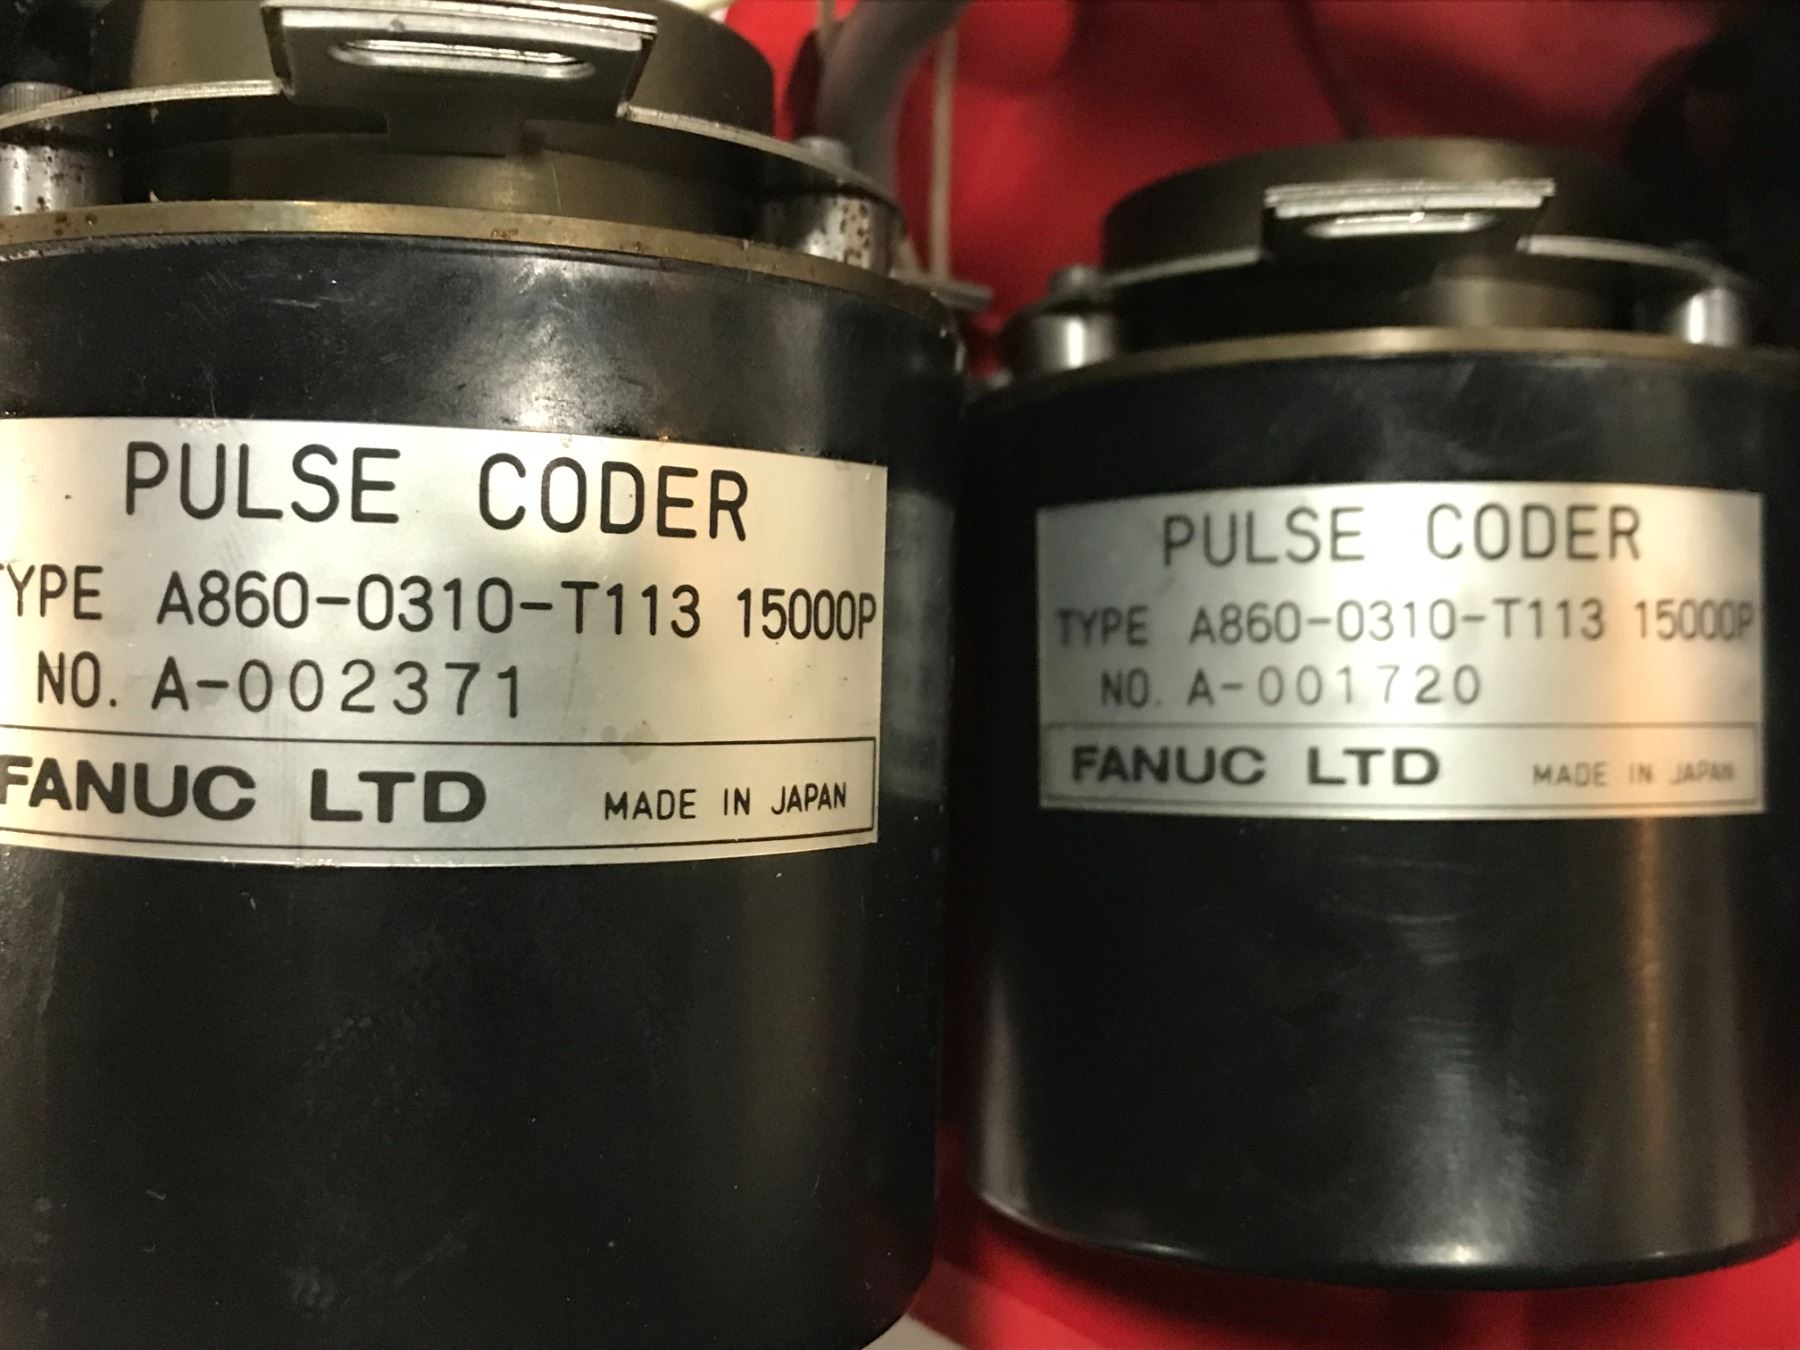 PULSE CODER
TYPE A860-0310-T113 15000P
NO. A-002371
FANUC LTD MADE IN JAPAN
PULSE CODER
TYPE A860-0310-T113 15000P
NO. A-001720
FANUC LTD MADE IN JAPAN